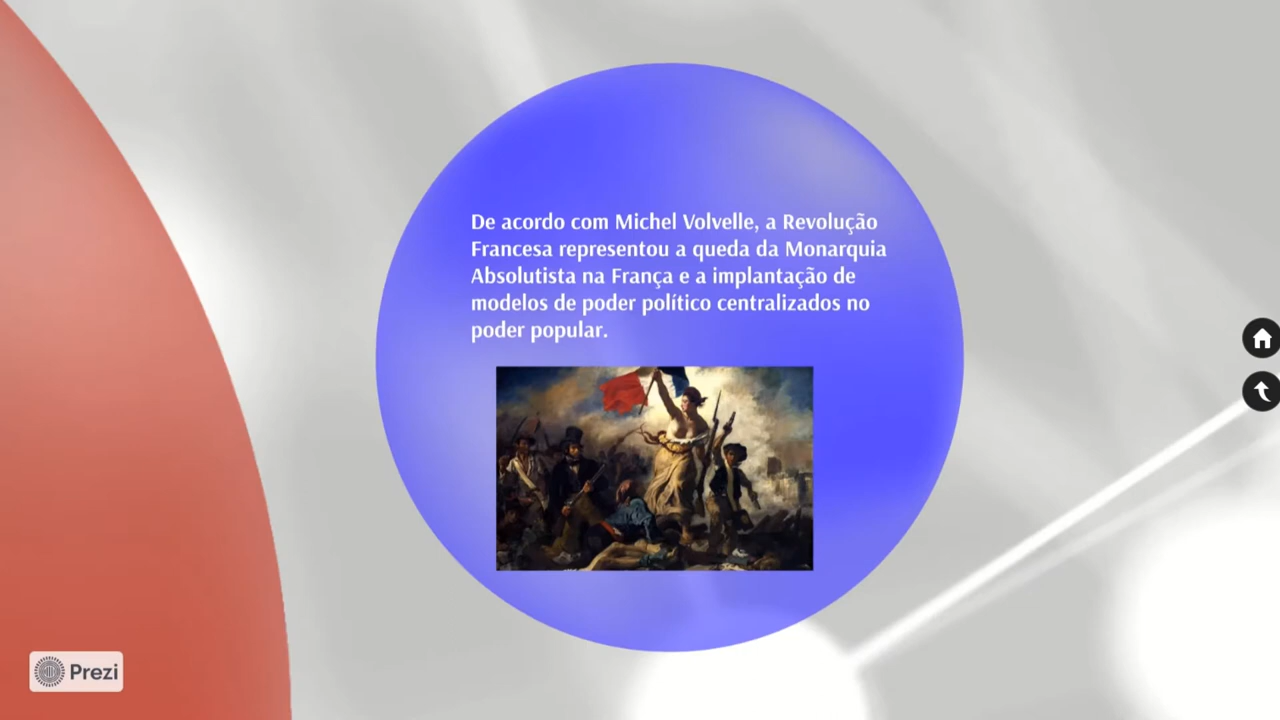 De acordo com Michel Volvelle, a Revolução
Francesa representou a queda da Monarquia
Absolutista na França e a implantação de
modelos de poder político centralizados no
poder popular.
Prezi